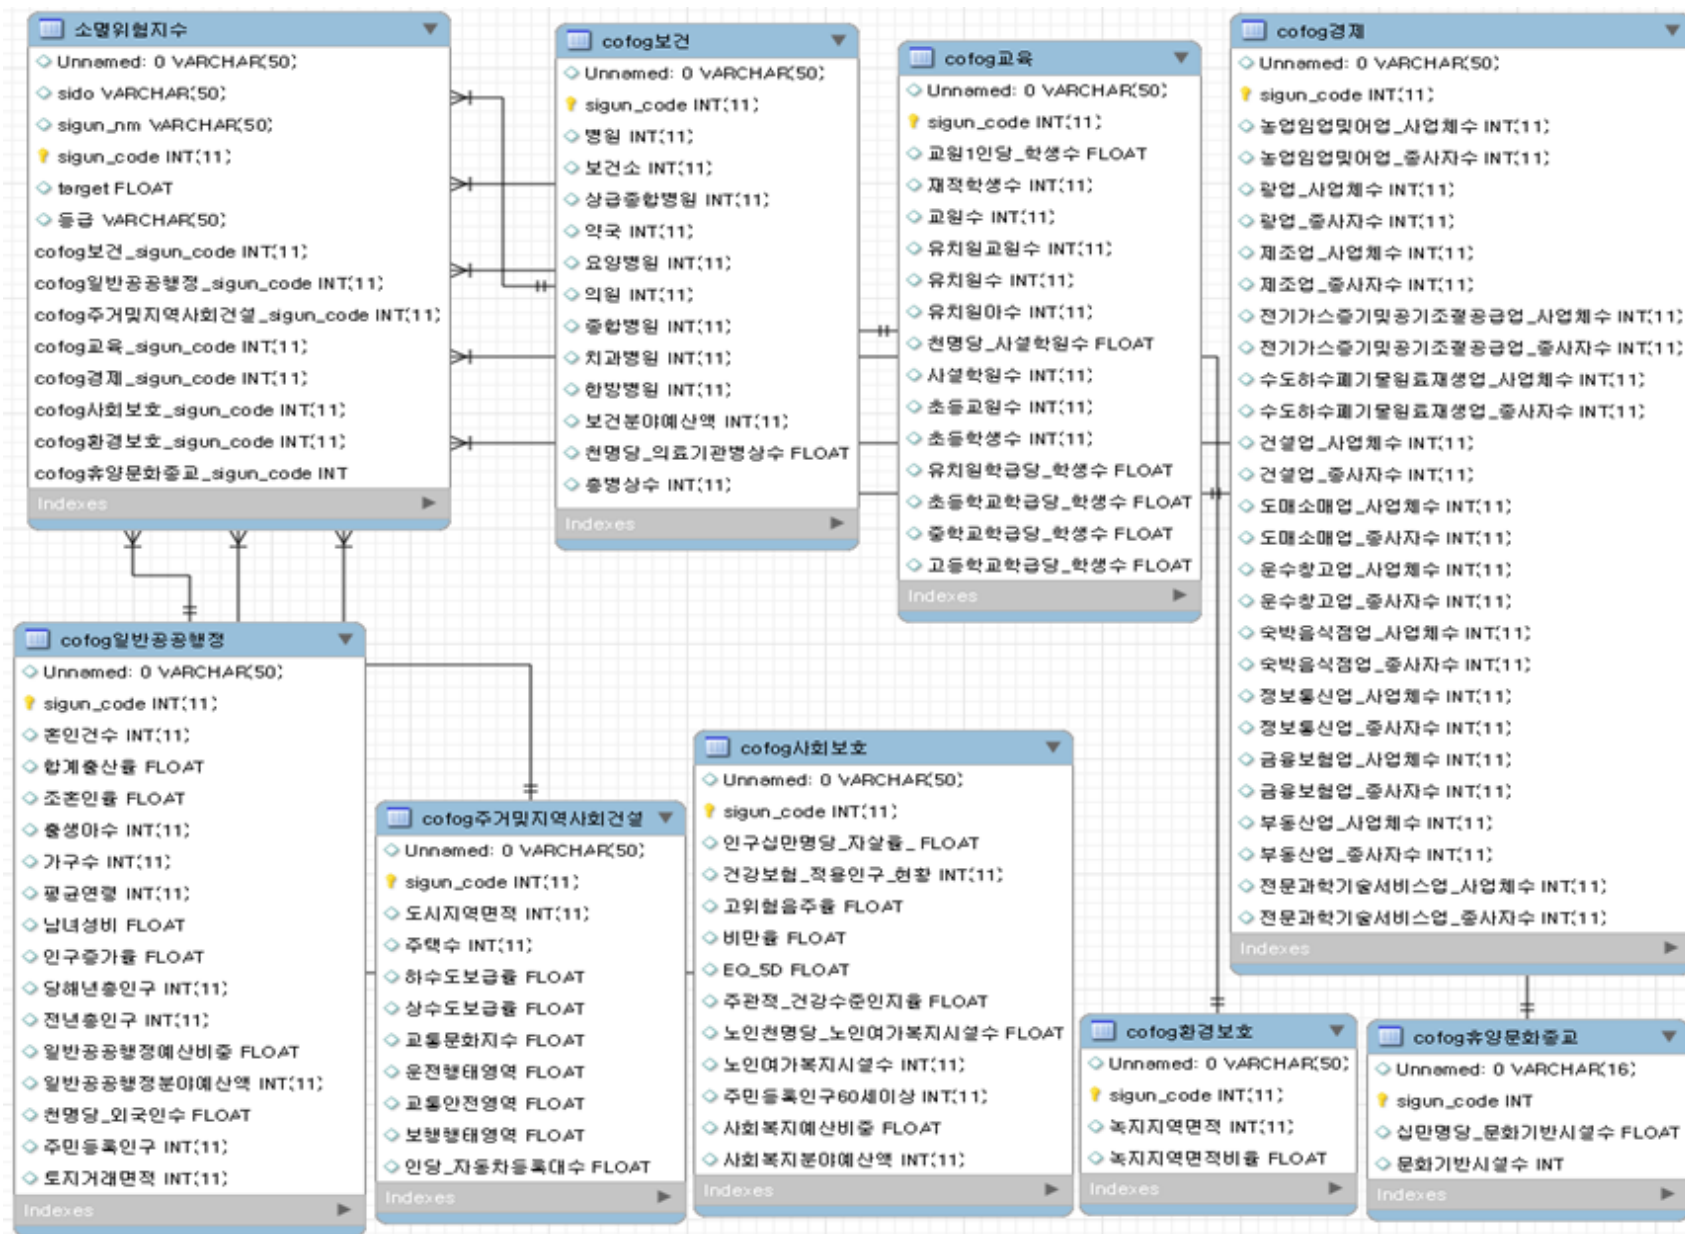 소멸위험지수
Unnamed: 0 VARCHAR(50)
sido VARCHAR(50)
sigun_nm VARCHAR(50)
sigun_code INT(11)
target FLOAT
등급 VARCHAR(50)
cofog보건_sigun_code INT(11)
cofog일반공공행정_sigun_code INT(11)
cofog주거및지역사회건설_sigun_code INT(11)
cofog교육_sigun_code INT(11)
cofog경제_sigun_code INT(11)
cofog사회보호_sigun_code INT(11)
cofog환경보호_sigun_code INT(11)
cofog휴양문화종교_sigun_code INT
Indexes
cofog보건
Unnamed: 0 VARCHAR(50)
sigun_code INT(11)
병원 INT(11)
보건소 INT(11)
상급종합병원 INT(11)
약국 INT(11)
요양병원 INT(11)
의원 INT(11)
종합병원 INT(11)
치과병원 INT(11)
한방병원 INT(11)
보건분야예산액 INT(11)
천명당_의료기관병상수 FLOAT
총병상수 INT(11)
Indexes
cofog교육
Unnamed: 0 VARCHAR(50)
sigun_code INT(11)
교원1인당_학생수 FLOAT
재적학생수 INT(11)
교원수 INT(11)
유치원교원수 INT(11)
유치원수 INT(11)
유치원아수 INT(11)
천명당_사설학원수 FLOAT
사설학원수 INT(11)
초등교원수 INT(11)
초등학생수 INT(11)
유치원학급당_학생수 FLOAT
초등학교학급당_학생수 FLOAT
중학교학급당_학생수 FLOAT
고등학교학급당_학생수 FLOAT
Indexes
cofog경제
Unnamed: 0 VARCHAR(50)
sigun_code INT(11)
농업임업및어업_사업체수 INT(11)
농업임업및어업_종사자수 INT(11)
광업_사업체수 INT(11)
광업_종사자수 INT(11)
제조업_사업체수 INT(11)
제조업_종사자수 INT(11)
전기가스증기및공기조절공급업_사업체수 INT(11)
전기가스증기및공기조절공급업_종사자수 INT(11)
수도하수폐기물원료재생업_사업체수 INT(11)
수도하수폐기물원료재생업_종사자수 INT(11)
건설업_사업체수 INT(11)
건설업_종사자수 INT(11)
도매소매업_사업체수 INT(11)
도매소매업_종사자수 INT(11)
운수창고업_사업체수 INT(11)
운수창고업_종사자수 INT(11)
숙박음식점업_사업체수 INT(11)
숙박음식점업_종사자수 INT(11)
정보통신업_사업체수 INT(11)
정보통신업_종사자수 INT(11)
금융보험업_사업체수 INT(11)
금융보험업_종사자수 INT(11)
부동산업_사업체수 INT(11)
부동산업_종사자수 INT(11)
전문과학기술서비스업_사업체수 INT(11)
전문과학기술서비스업_종사자수 INT(11)
Indexes
cofog일반공공행정
Unnamed: 0 VARCHAR(50)
sigun_code INT(11)
혼인건수 INT(11)
합계출산율 FLOAT
조혼인율 FLOAT
출생아수 INT(11)
가구수 INT(11)
평균연령 INT(11)
남녀성비 FLOAT
인구증가율 FLOAT
당해년총인구 INT(11)
전년총인구 INT(11)
일반공공행정예산비중 FLOAT
일반공공행정분야예산액 INT(11)
천명당_외국인수 FLOAT
주민등록인구 INT(11)
토지거래면적 INT(11)
Indexes
cofog주거및지역사회건설
Unnamed: 0 VARCHAR(50)
sigun_code INT(11)
도시지역면적 INT(11)
주택수 INT(11)
하수도보급률 FLOAT
상수도보급률 FLOAT
교통문화지수 FLOAT
운전행태영역 FLOAT
교통안전영역 FLOAT
보행행태영역 FLOAT
인당_자동차등록대수 FLOAT
Indexes
cofog사회보호
Unnamed: 0 VARCHAR(50)
sigun_code INT(11)
인구십만명당_자살률_ FLOAT
건강보험_적용인구_현황 INT(11)
고위험음주율 FLOAT
비만율 FLOAT
EQ_5D FLOAT
주관적_건강수준인지율 FLOAT
노인천명당_노인여가복지시설수 FLOAT
노인여가복지시설수 INT(11)
주민등록인구60세이상 INT(11)
사회복지예산비중 FLOAT
사회복지분야예산액 INT(11)
Indexes
cofog환경보호
Unnamed: 0 VARCHAR(50)
sigun_code INT(11)
녹지지역면적 INT(11)
녹지지역면적비율 FLOAT
Indexes
cofog휴양문화종교
Unnamed: 0 VARCHAR(16)
sigun_code INT
십만명당_문화기반시설수 FLOAT
문화기반시설수 INT
Indexes